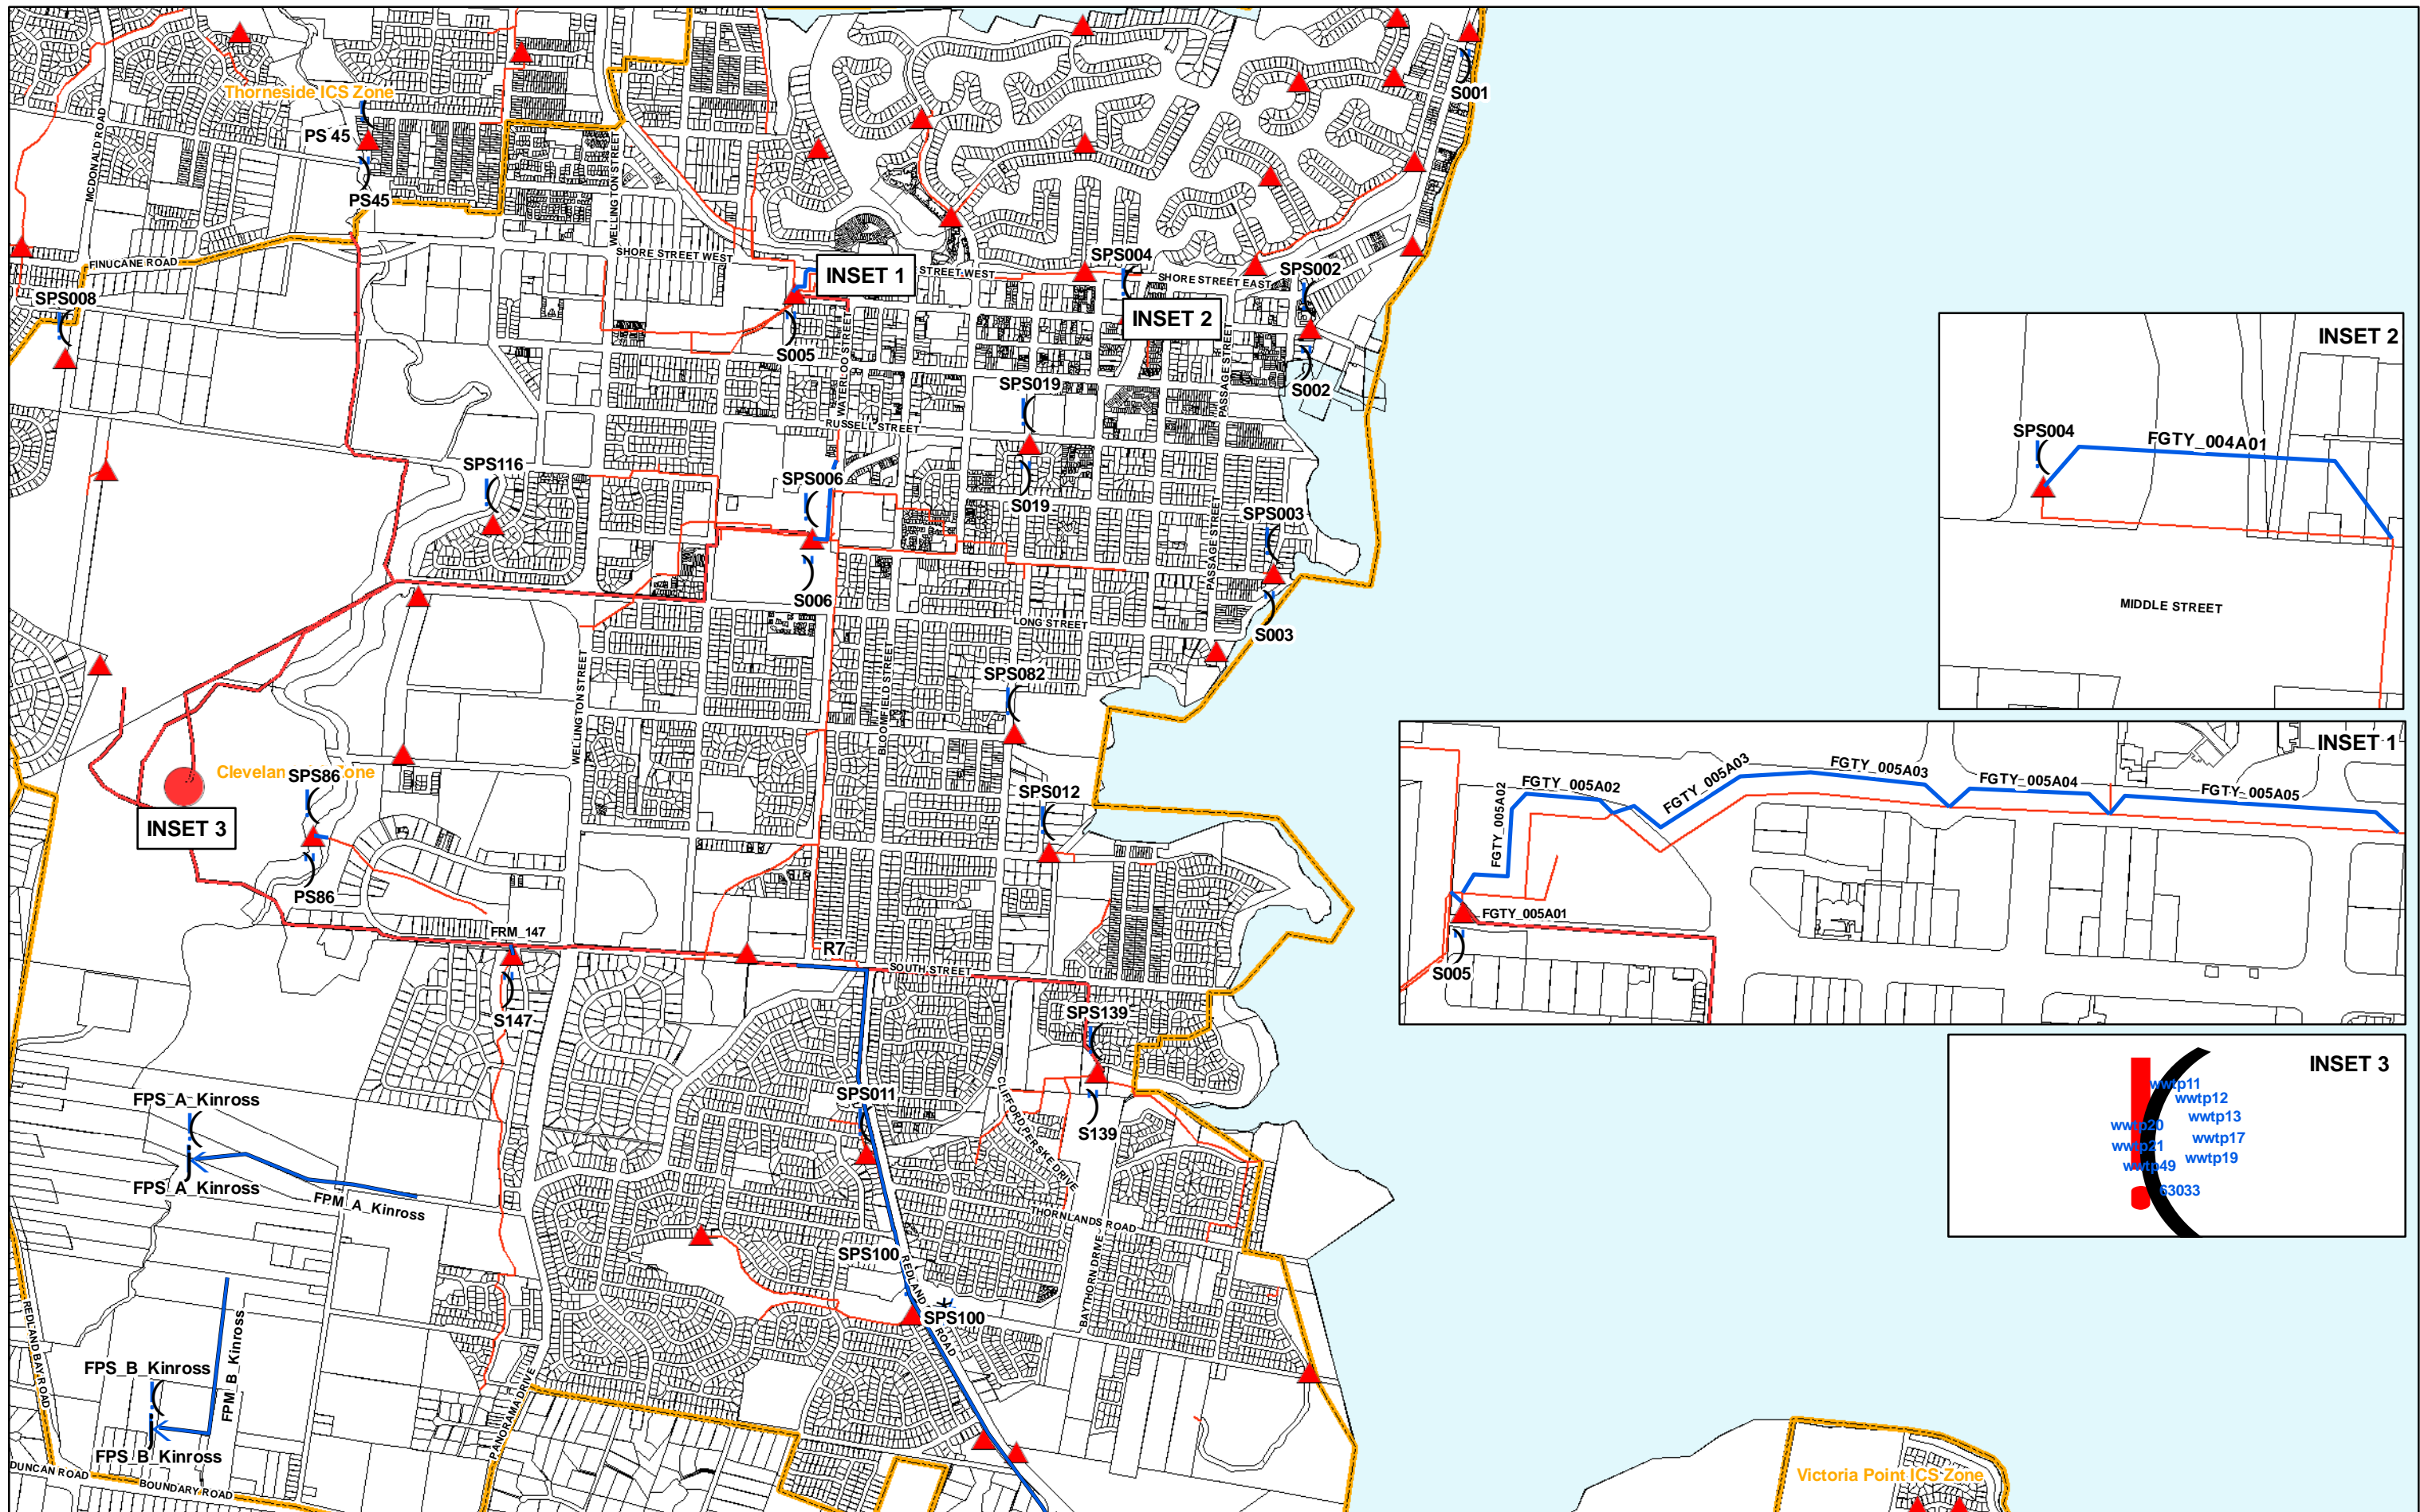 Thorneside ICS Zone
S001
PS 45
MCDONALD ROAD
PS45
WELLINGTON STREET
SHORE STREET WEST
FINUCANE ROAD
SPS008
INSET 1
STREET WEST
SPS004
SHORE STREET EAST
SPS002
INSET 2
S005
WATERLOO STREET
PASSAGE STREET
S002
SPS019
RUSSELL STREET
SPS116
SPS006
S019
SPS003
PASSAGE STREET
S006
LONG STREET
S003
BLOOMFIELD STREET
WELLINGTON STREET
SPS082
SPS86
INSET 3
SPS012
PS86
FRM_147
R7
SOUTH STREET
S147
SPS139
SPS011
S139
CLIFFORD PERSKE DRIVE
FPS_A_Kinross
FPS_A_Kinross
FPM_A_Kinross
THORNLANDS ROAD
SPS100
REDLAND
BAYTHORN DRIVE
SPS100
ROAD
REDLAND BAY ROAD
FPM_B_Kinross
FPS_B_Kinross
PANORAMA DRIVE
FPS_B_Kinross
DUNCAN ROAD
BOUNDARY ROAD
Victoria Point ICS Zone
INSET 2
SPS004
FGTY_004A01
MIDDLE STREET
INSET 1
FGTY_005A02
FGTY_005A02
FGTY_005A03
FGTY_005A03
FGTY_005A04
FGTY_005A05
FGTY_005A01
S005
INSET 3
wwtp11
wwtp12
wwtp13
wwtp20
wwtp17
wwtp21
wwtp19
wwtp49
63033